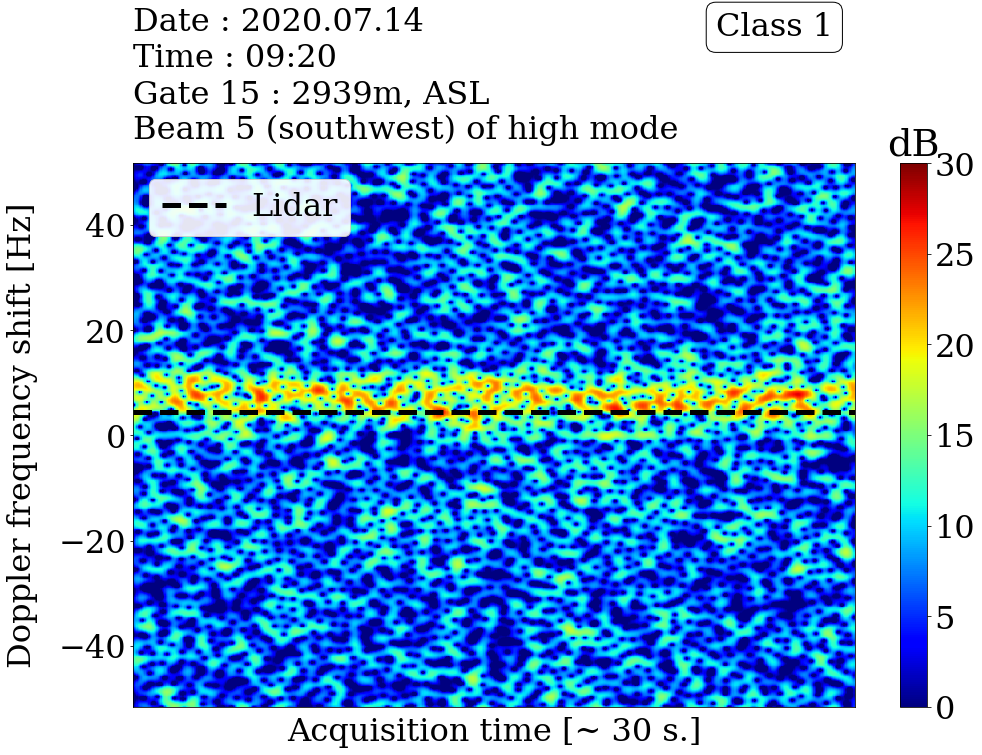 Date : 2020.07.14
Time : 09:20
Gate 15 : 2939m, ASL
Beam 5 (southwest) of high mode
Class 1
dB
Lidar
Doppler frequency shift [Hz]
40
20
0
−20
−40
30
25
20
15
10
5
0
Acquisition time [~ 30 s.]